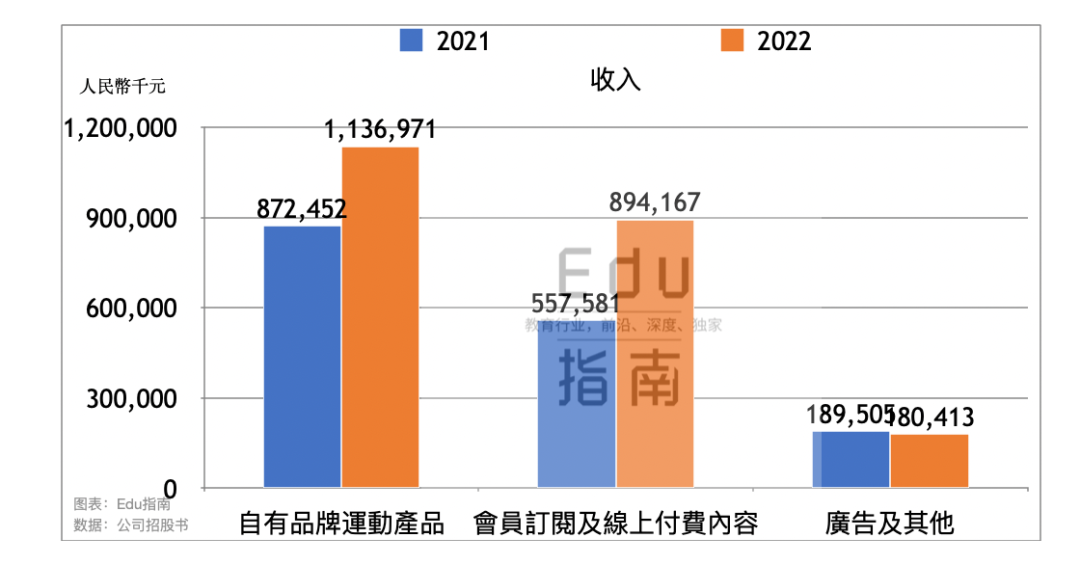 2021 2022
收入
人民幣千元
1,200,000
900,000
600,000
300,000
0
872,452 1,136,971
557,581 894,167
189,505 180,413
Edu
教育行业，前沿、深度、独家
指南
自有品牌運動產品 會員訂閱及線上付費內容 廣告及其他
图表：Edu指南
数据：公司招股书